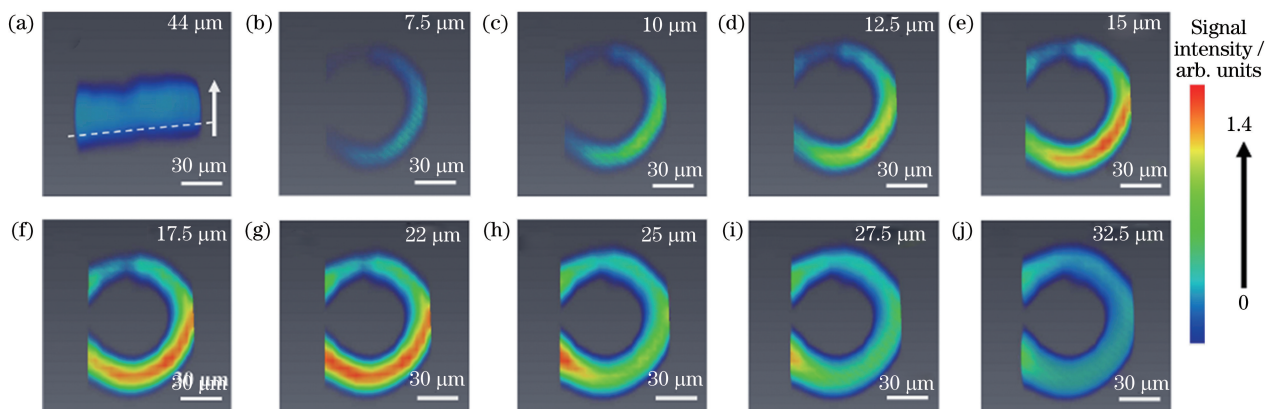 (a)
44 μm
30 μm
(b)
7.5 μm
30 μm
(c)
10 μm
30 μm
(d)
12.5 μm
30 μm
(e)
15 μm
30 μm
Signal
intensity /
arb. units
1.4
0
(f)
17.5 μm
30 μm
30 μm
(g)
22 μm
30 μm
(h)
25 μm
30 μm
(i)
27.5 μm
30 μm
(j)
32.5 μm
30 μm